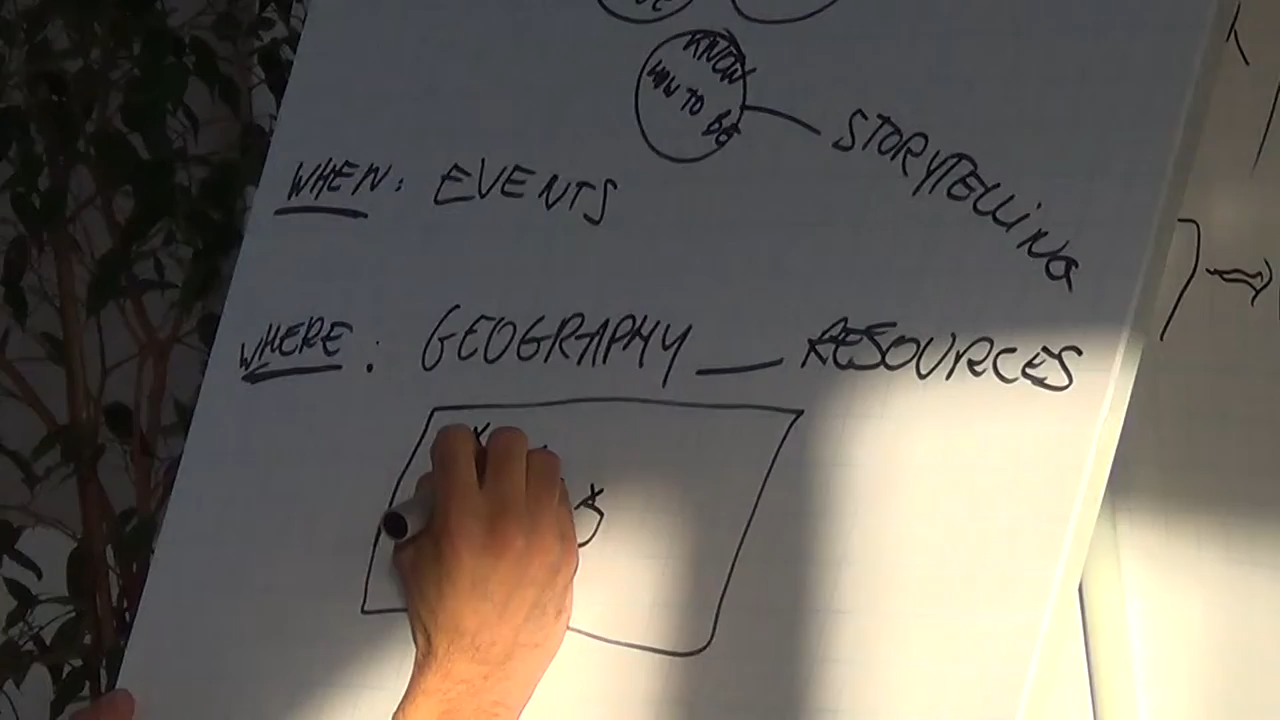 KNOW
HOW TO
BE
STORYTELLING
WHEN: EVENTS
WHERE: GEOGRAPHY — RESOURCES
X
X